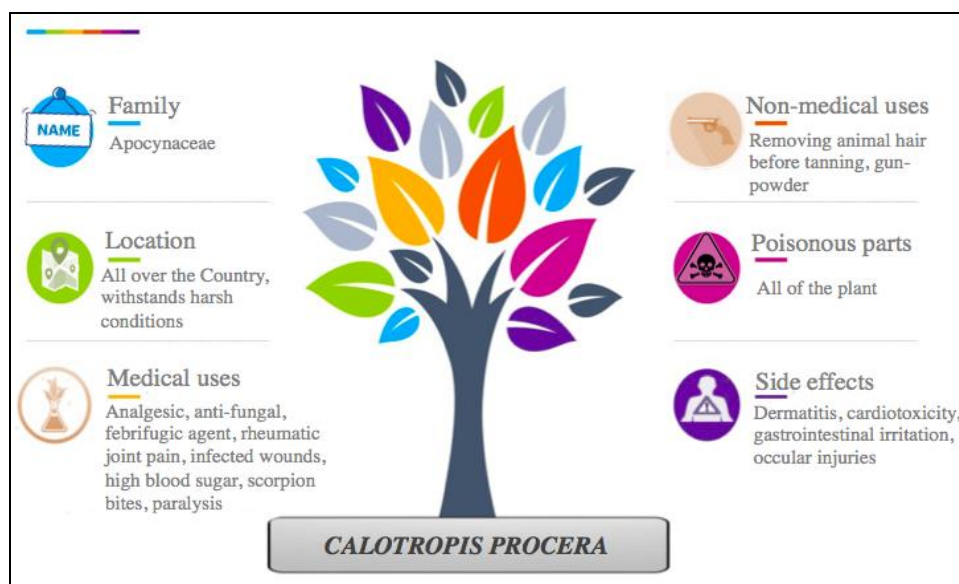 NAME
Family
Apocynaceae
Location
All over the Country,
withstands harsh
conditions
Medical uses
Analgesic, anti-fungal,
febrifugic agent, rheumatic
joint pain, infected wounds,
high blood sugar, scorpion
bites, paralysis
Non-medical uses
Removing animal hair
before tanning, gun-
powder
Poisonous parts
All of the plant
Side effects
Dermatitis, cardiotoxicity,
gastrointestinal irritation,
occular injuries
CALOTROPIS PROCERA